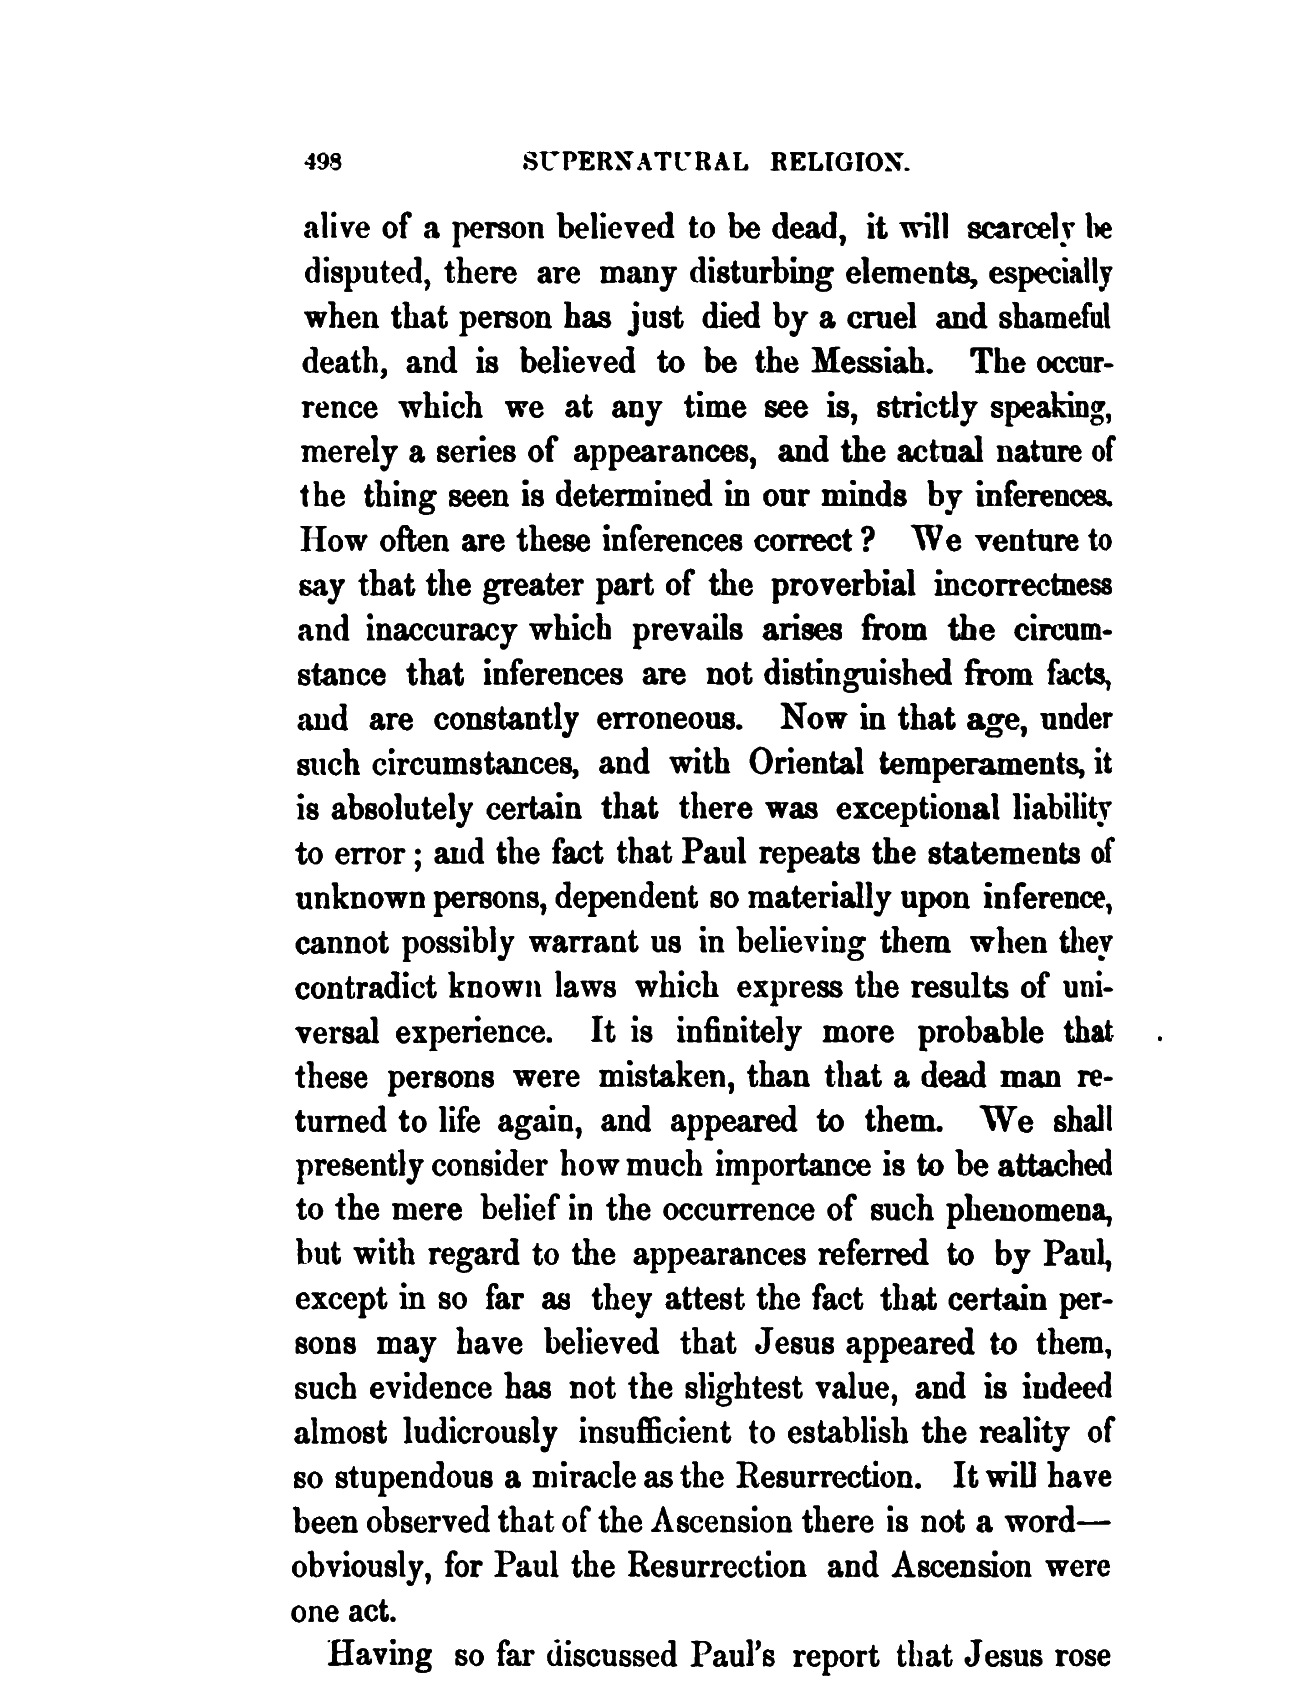 498 SUPERNATURAL RELIGION.
alive of a person believed to be dead, it will scarcely be
disputed, there are many disturbing elements, especially
when that person has just died by a cruel and shameful
death, and is believed to be the Messiah. The occur-
rence which we at any time see is, strictly speaking,
merely a series of appearances, and the actual nature of
the thing seen is determined in our minds by inferences.
How often are these inferences correct? We venture to
say that the greater part of the proverbial incorrectness
and inaccuracy which prevails arises from the circum-
stance that inferences are not distinguished from facts,
and are constantly erroneous. Now in that age, under
such circumstances, and with Oriental temperaments, it
is absolutely certain that there was exceptional liability
to error; and the fact that Paul repeats the statements of
unknown persons, dependent so materially upon inference,
cannot possibly warrant us in believing them when they
contradict known laws which express the results of uni-
versal experience. It is infinitely more probable that
these persons were mistaken, than that a dead man re-
turned to life again, and appeared to them. We shall
presently consider how much importance is to be attached
to the mere belief in the occurrence of such phenomena,
but with regard to the appearances referred to by Paul,
except in so far as they attest the fact that certain per-
sons may have believed that Jesus appeared to them,
such evidence has not the slightest value, and is indeed
almost ludicrously insufficient to establish the reality of
so stupendous a miracle as the Resurrection. It will have
been observed that of the Ascension there is not a word—
obviously, for Paul the Resurrection and Ascension were
one act.
Having so far discussed Paul's report that Jesus rose